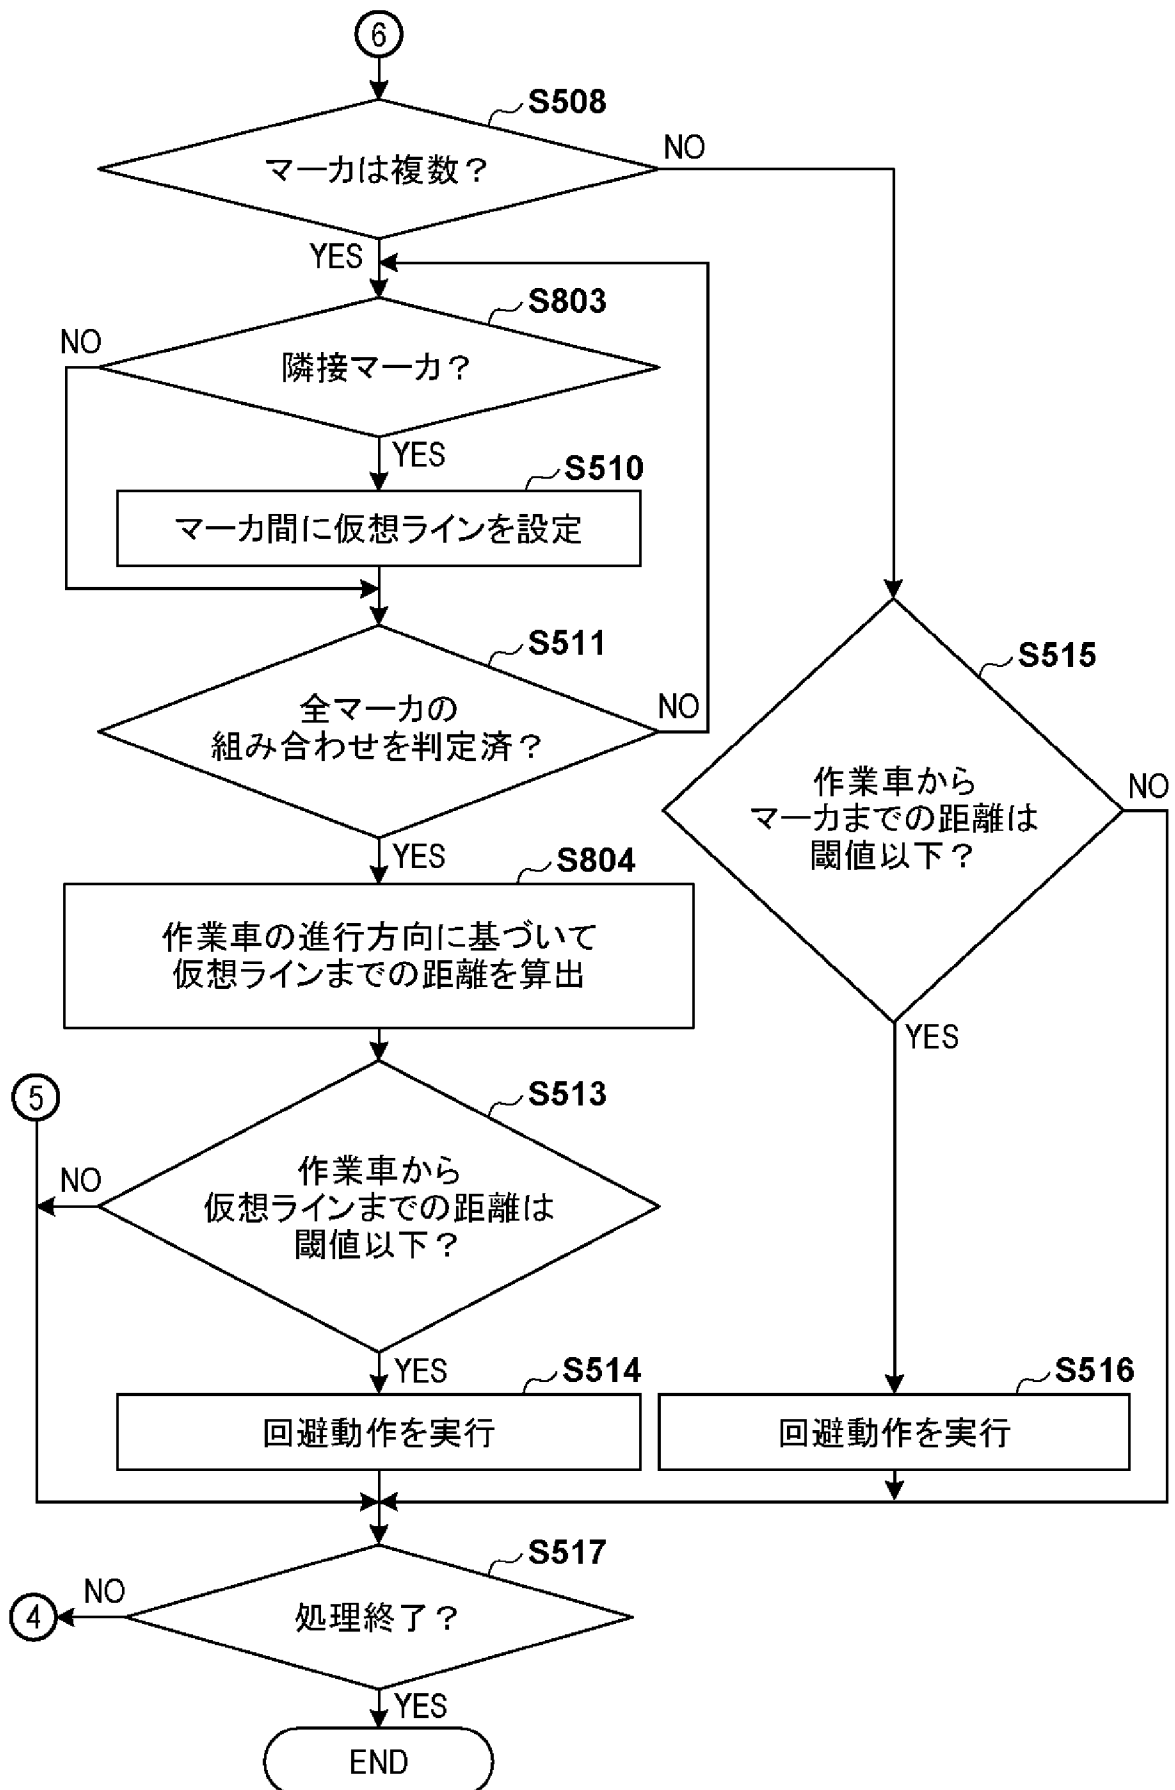 6
S508
マーカは複数？
NO
YES
S803
NO
隣接マーカ？
YES
S510
マーカ間に仮想ラインを設定
S511
全マーカの
組み合わせを判定済？
NO
YES
S515
作業車から
マーカまでの距離は
閾値以下？
NO
YES
S804
作業車の進行方向に基づいて
仮想ラインまでの距離を算出
5
S513
NO
作業車から
仮想ラインまでの距離は
閾値以下？
YES
S514
回避動作を実行
S516
回避動作を実行
S517
4
NO
処理終了？
YES
END